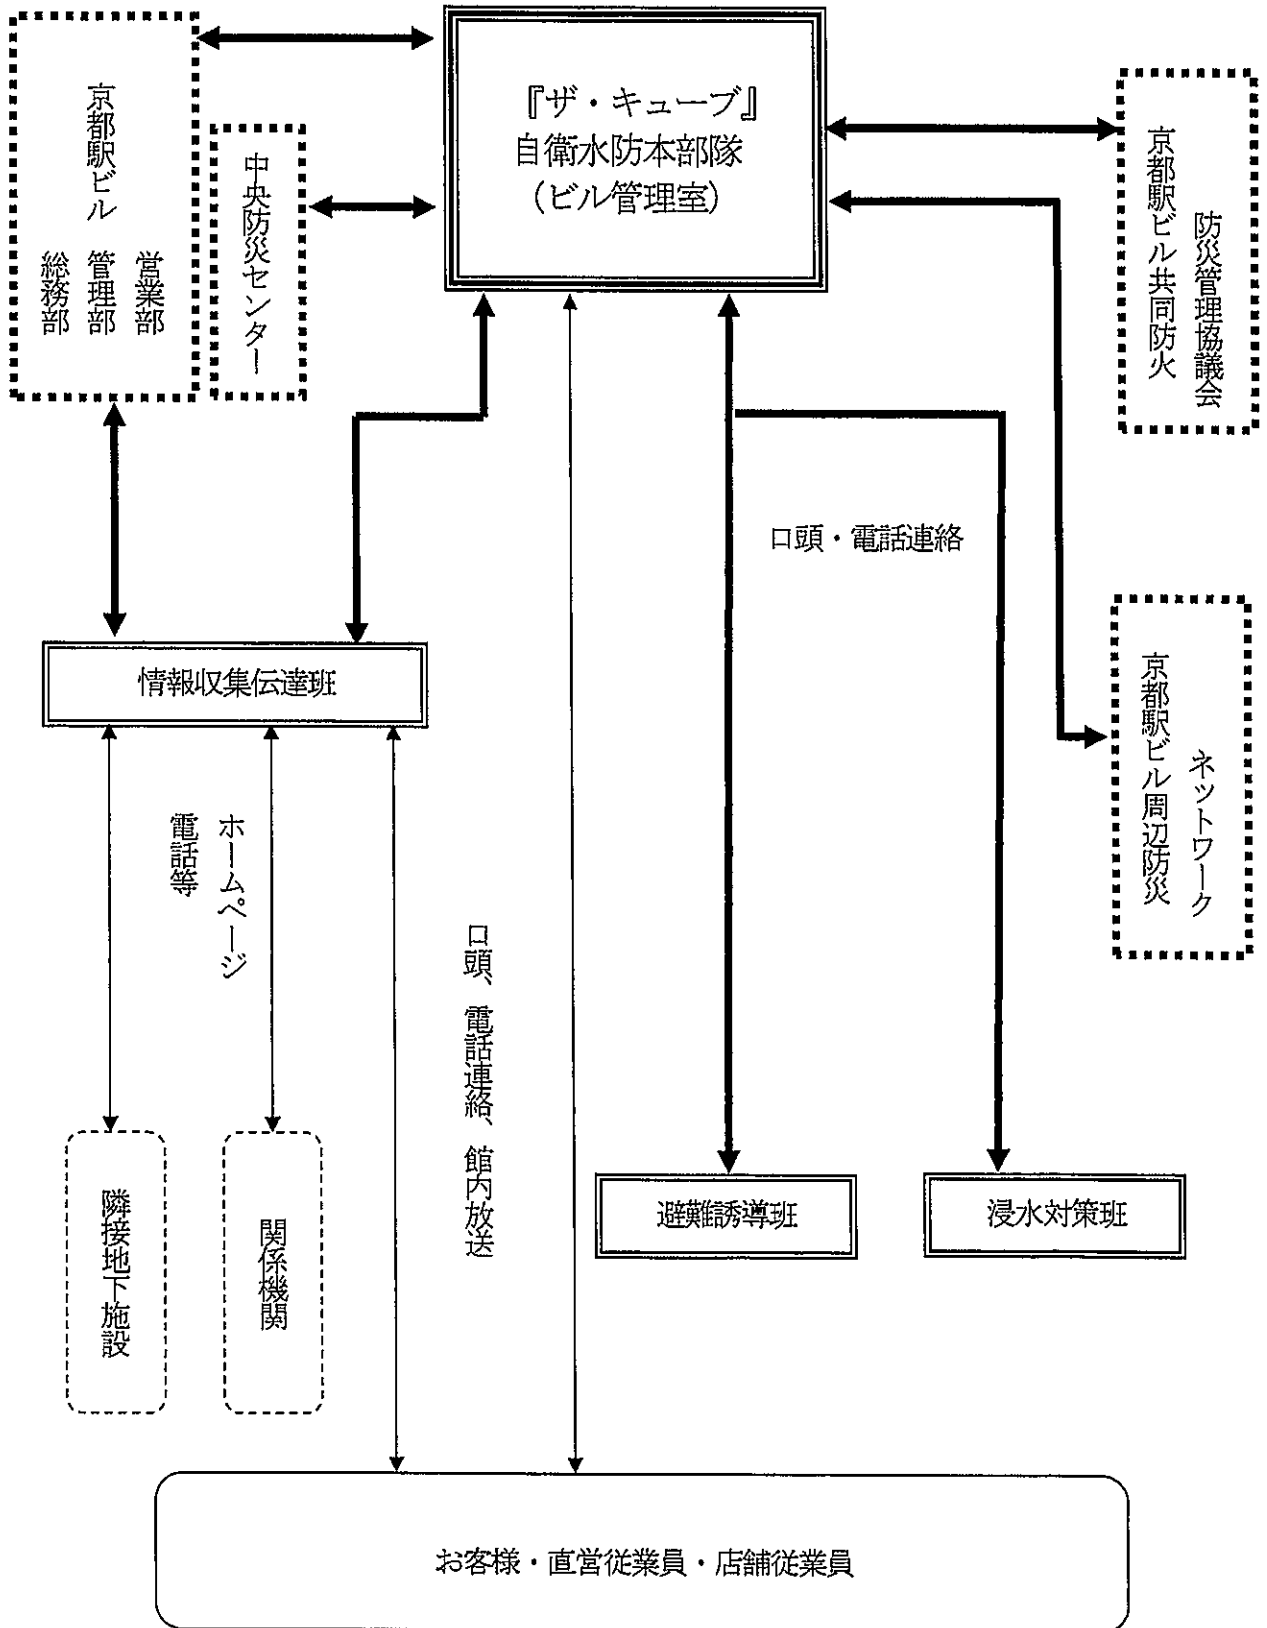 『ザ・キューブ』
自衛水防本部隊
（ビル管理室）
京都駅ビル
営業部
管理部
総務部
中央防災センター
京都駅ビル共同防火
防災管理協議会
口頭・電話連絡
情報収集伝達班
京都駅ビル周辺防災
ネットワーク
ホームページ
電話等
口頭、電話連絡、館内放送
隣接地下施設
関係機関
避難誘導班
浸水対策班
お客様・直営従業員・店舗従業員